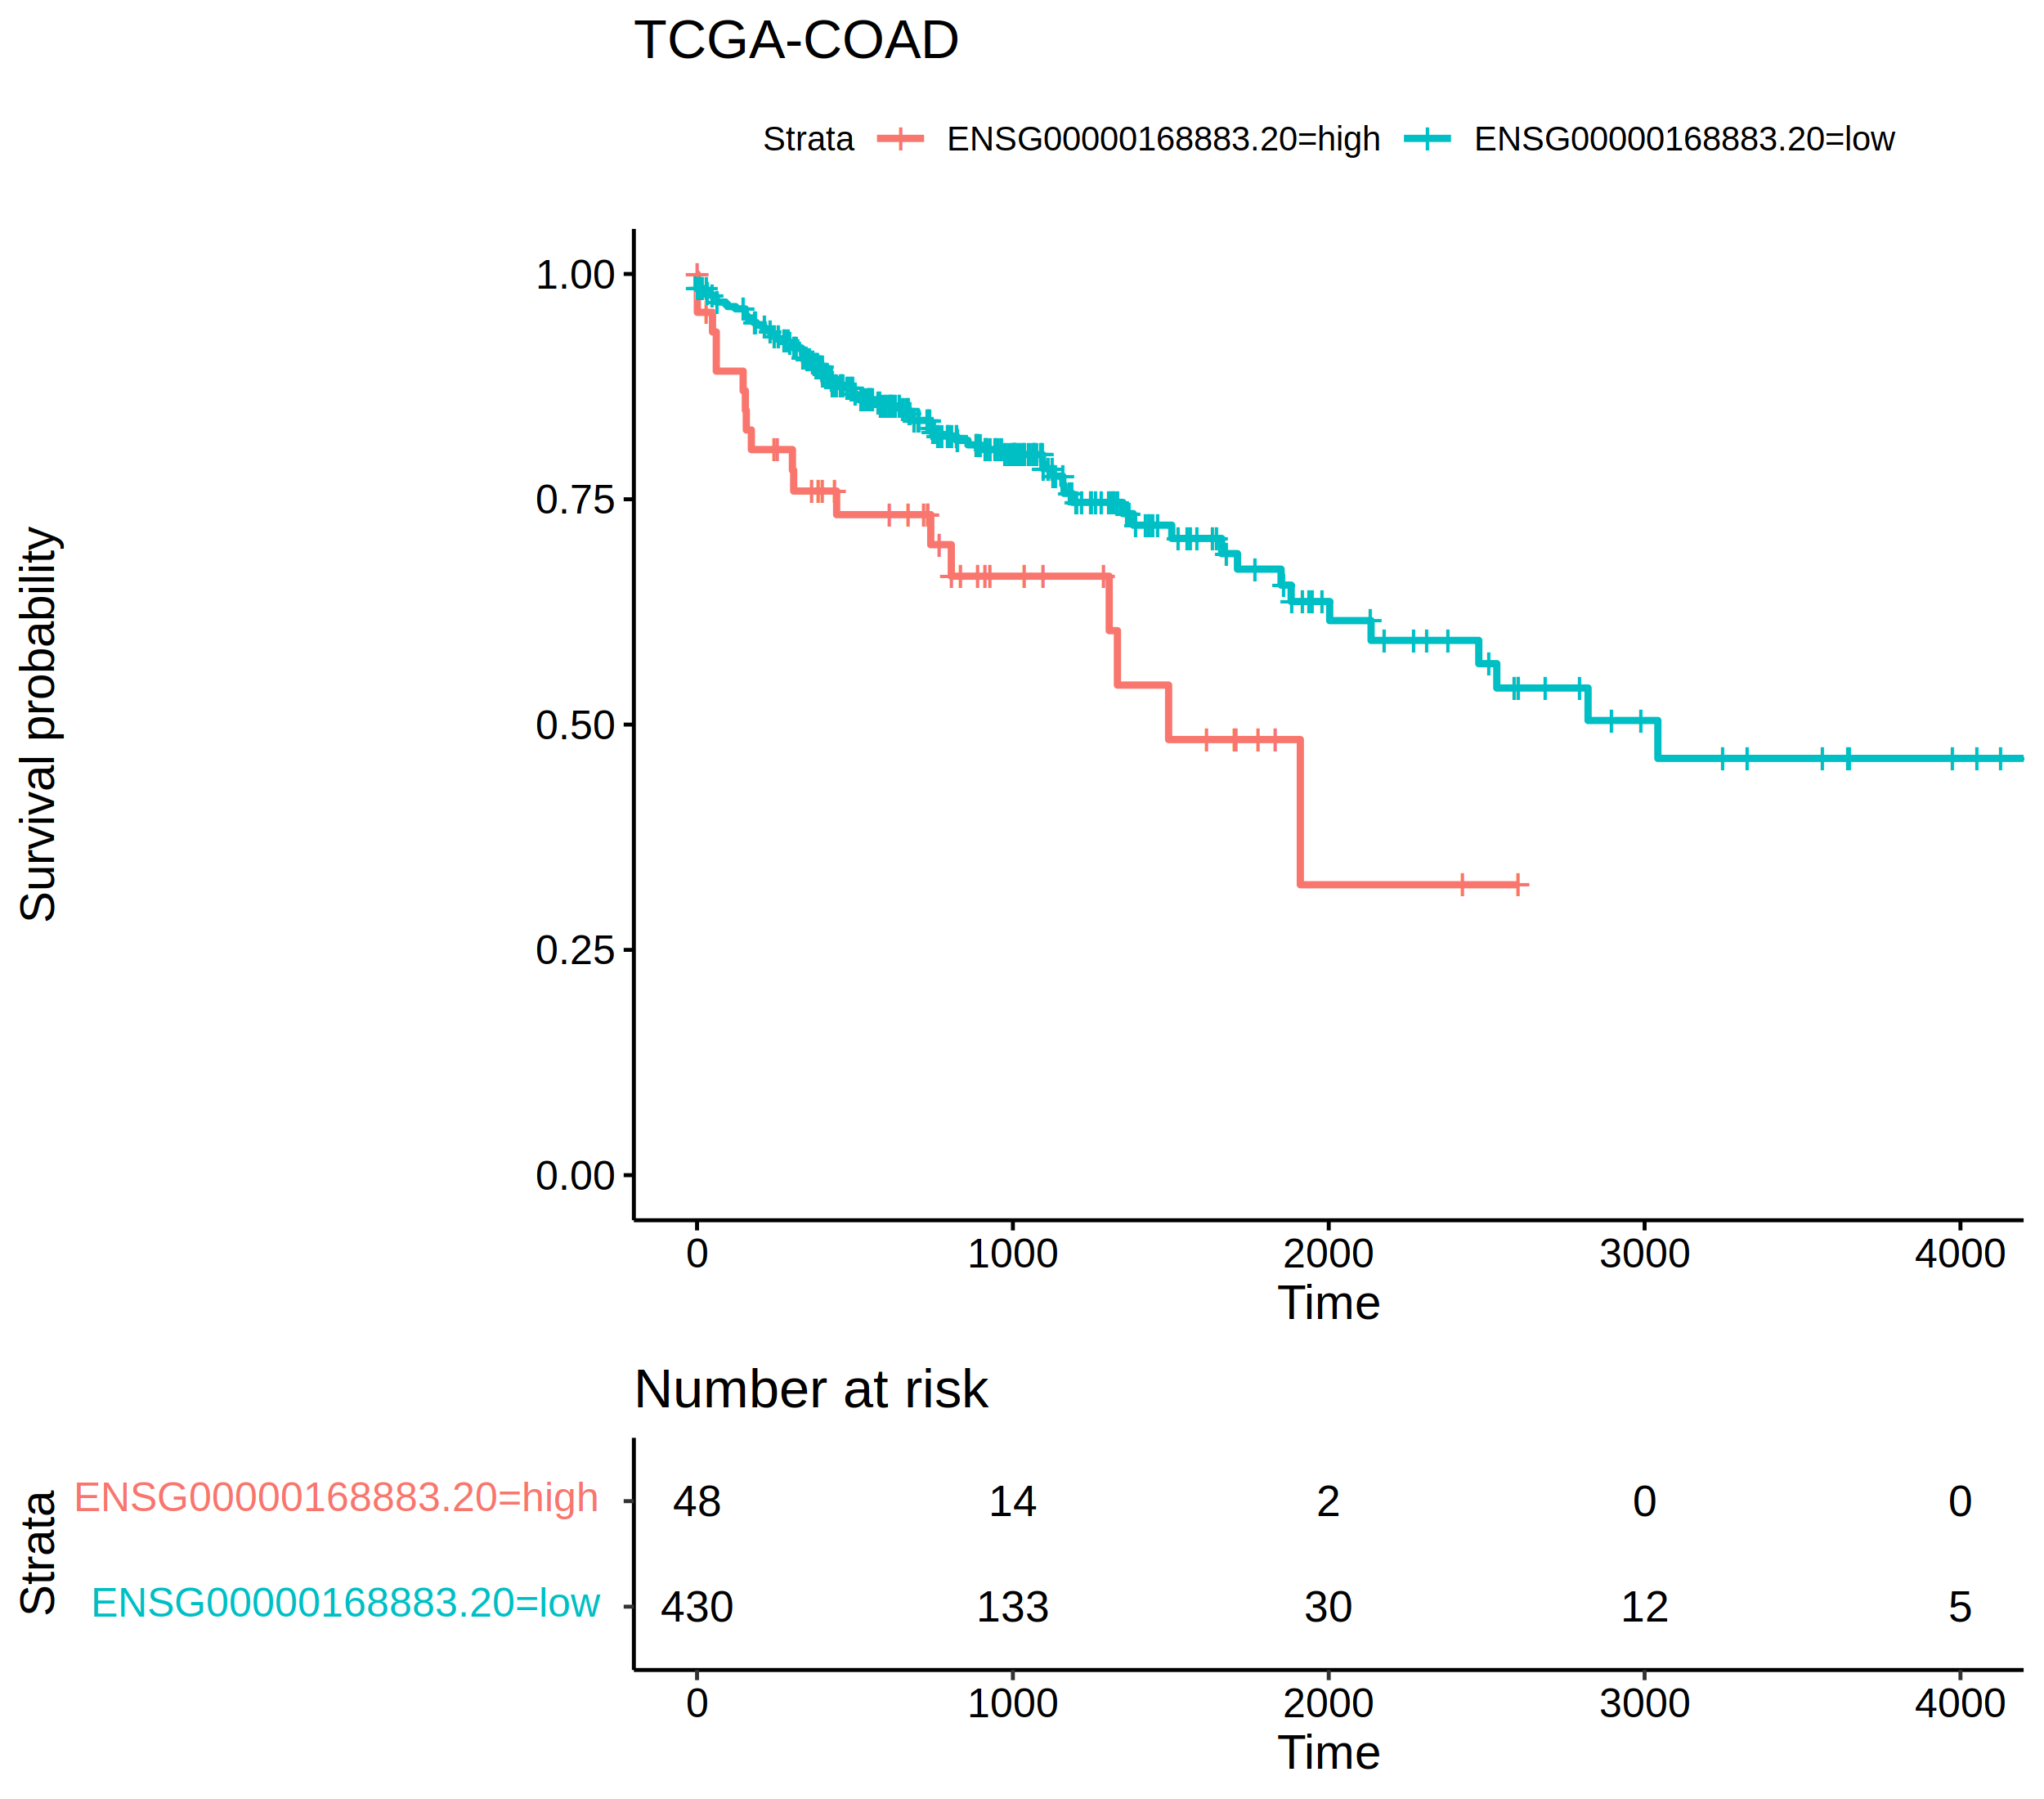 TCGA-COAD
Strata ENSG00000168883.20=high ENSG00000168883.20=low
Survival probability
1.00
0.75
0.50
0.25
0.00
0 1000 2000 3000 4000
Time
Number at risk
Strata
ENSG00000168883.20=high 48 14 2 0 0
ENSG00000168883.20=low 430 133 30 12 5
0 1000 2000 3000 4000
Time